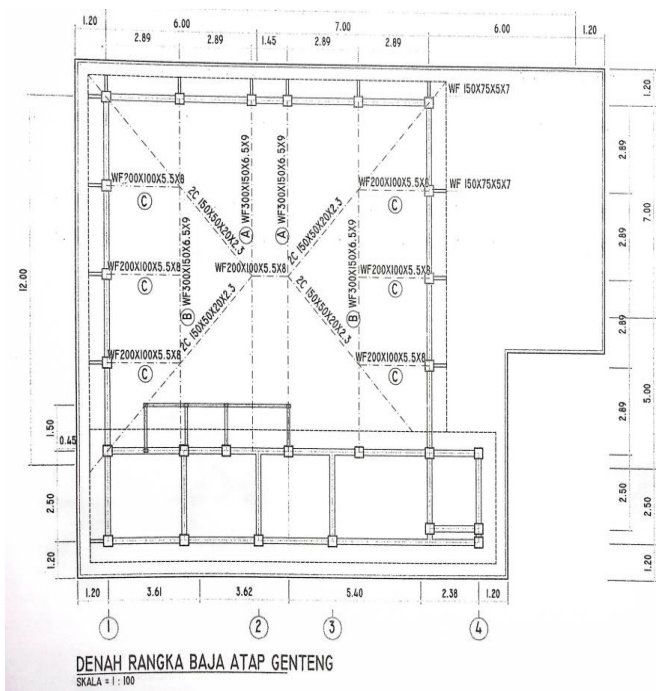 1.20
6.00
7.00
6.00
1.20
2.89
2.89
1.45
2.89
2.89
WF 150X75X5X7
1.20
WF300X150X6.5X9
WF300X150X6.5X9
2.89
WF200X100X5.5X8
WF200X100X5.5X8
WF 150X75X5X7
C
C
7.00
2C 150X50X20X2.3
2C 150X50X20X2.3
A
A
2.89
12.00
WF300X150X6.5X9
WF300X150X6.5X9
WF200X100X5.5X8
WF200X100X5.5X8
WF200X100X5.5X8
C
C
B
B
2C 150X50X20X2.3
2C 150X50X20X2.3
2.89
WF200X100X5.5X8
WF200X100X5.5X8
C
C
5.00
2.89
1.50
0.45
2.50
2.50
2.50
1.20
1.20
1.20
3.61
3.62
5.40
2.38
1.20
1
2
3
4
DENAH RANGKA BAJA ATAP GENTENG
SKALA = 1 : 100